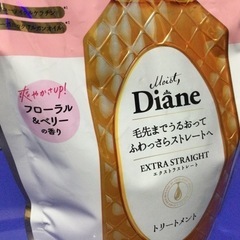 爽やかさup!
フローラル
&ベリー
の香り
Moist
Diane
毛先までうるおって
ふわっさらストレートへ
EXTRA STRAIGHT
エクストラストレート
トリートメント